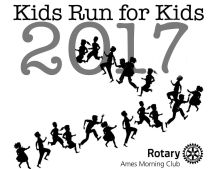 Kids Run for Kids
2017
Rotary
Ames Morning Club